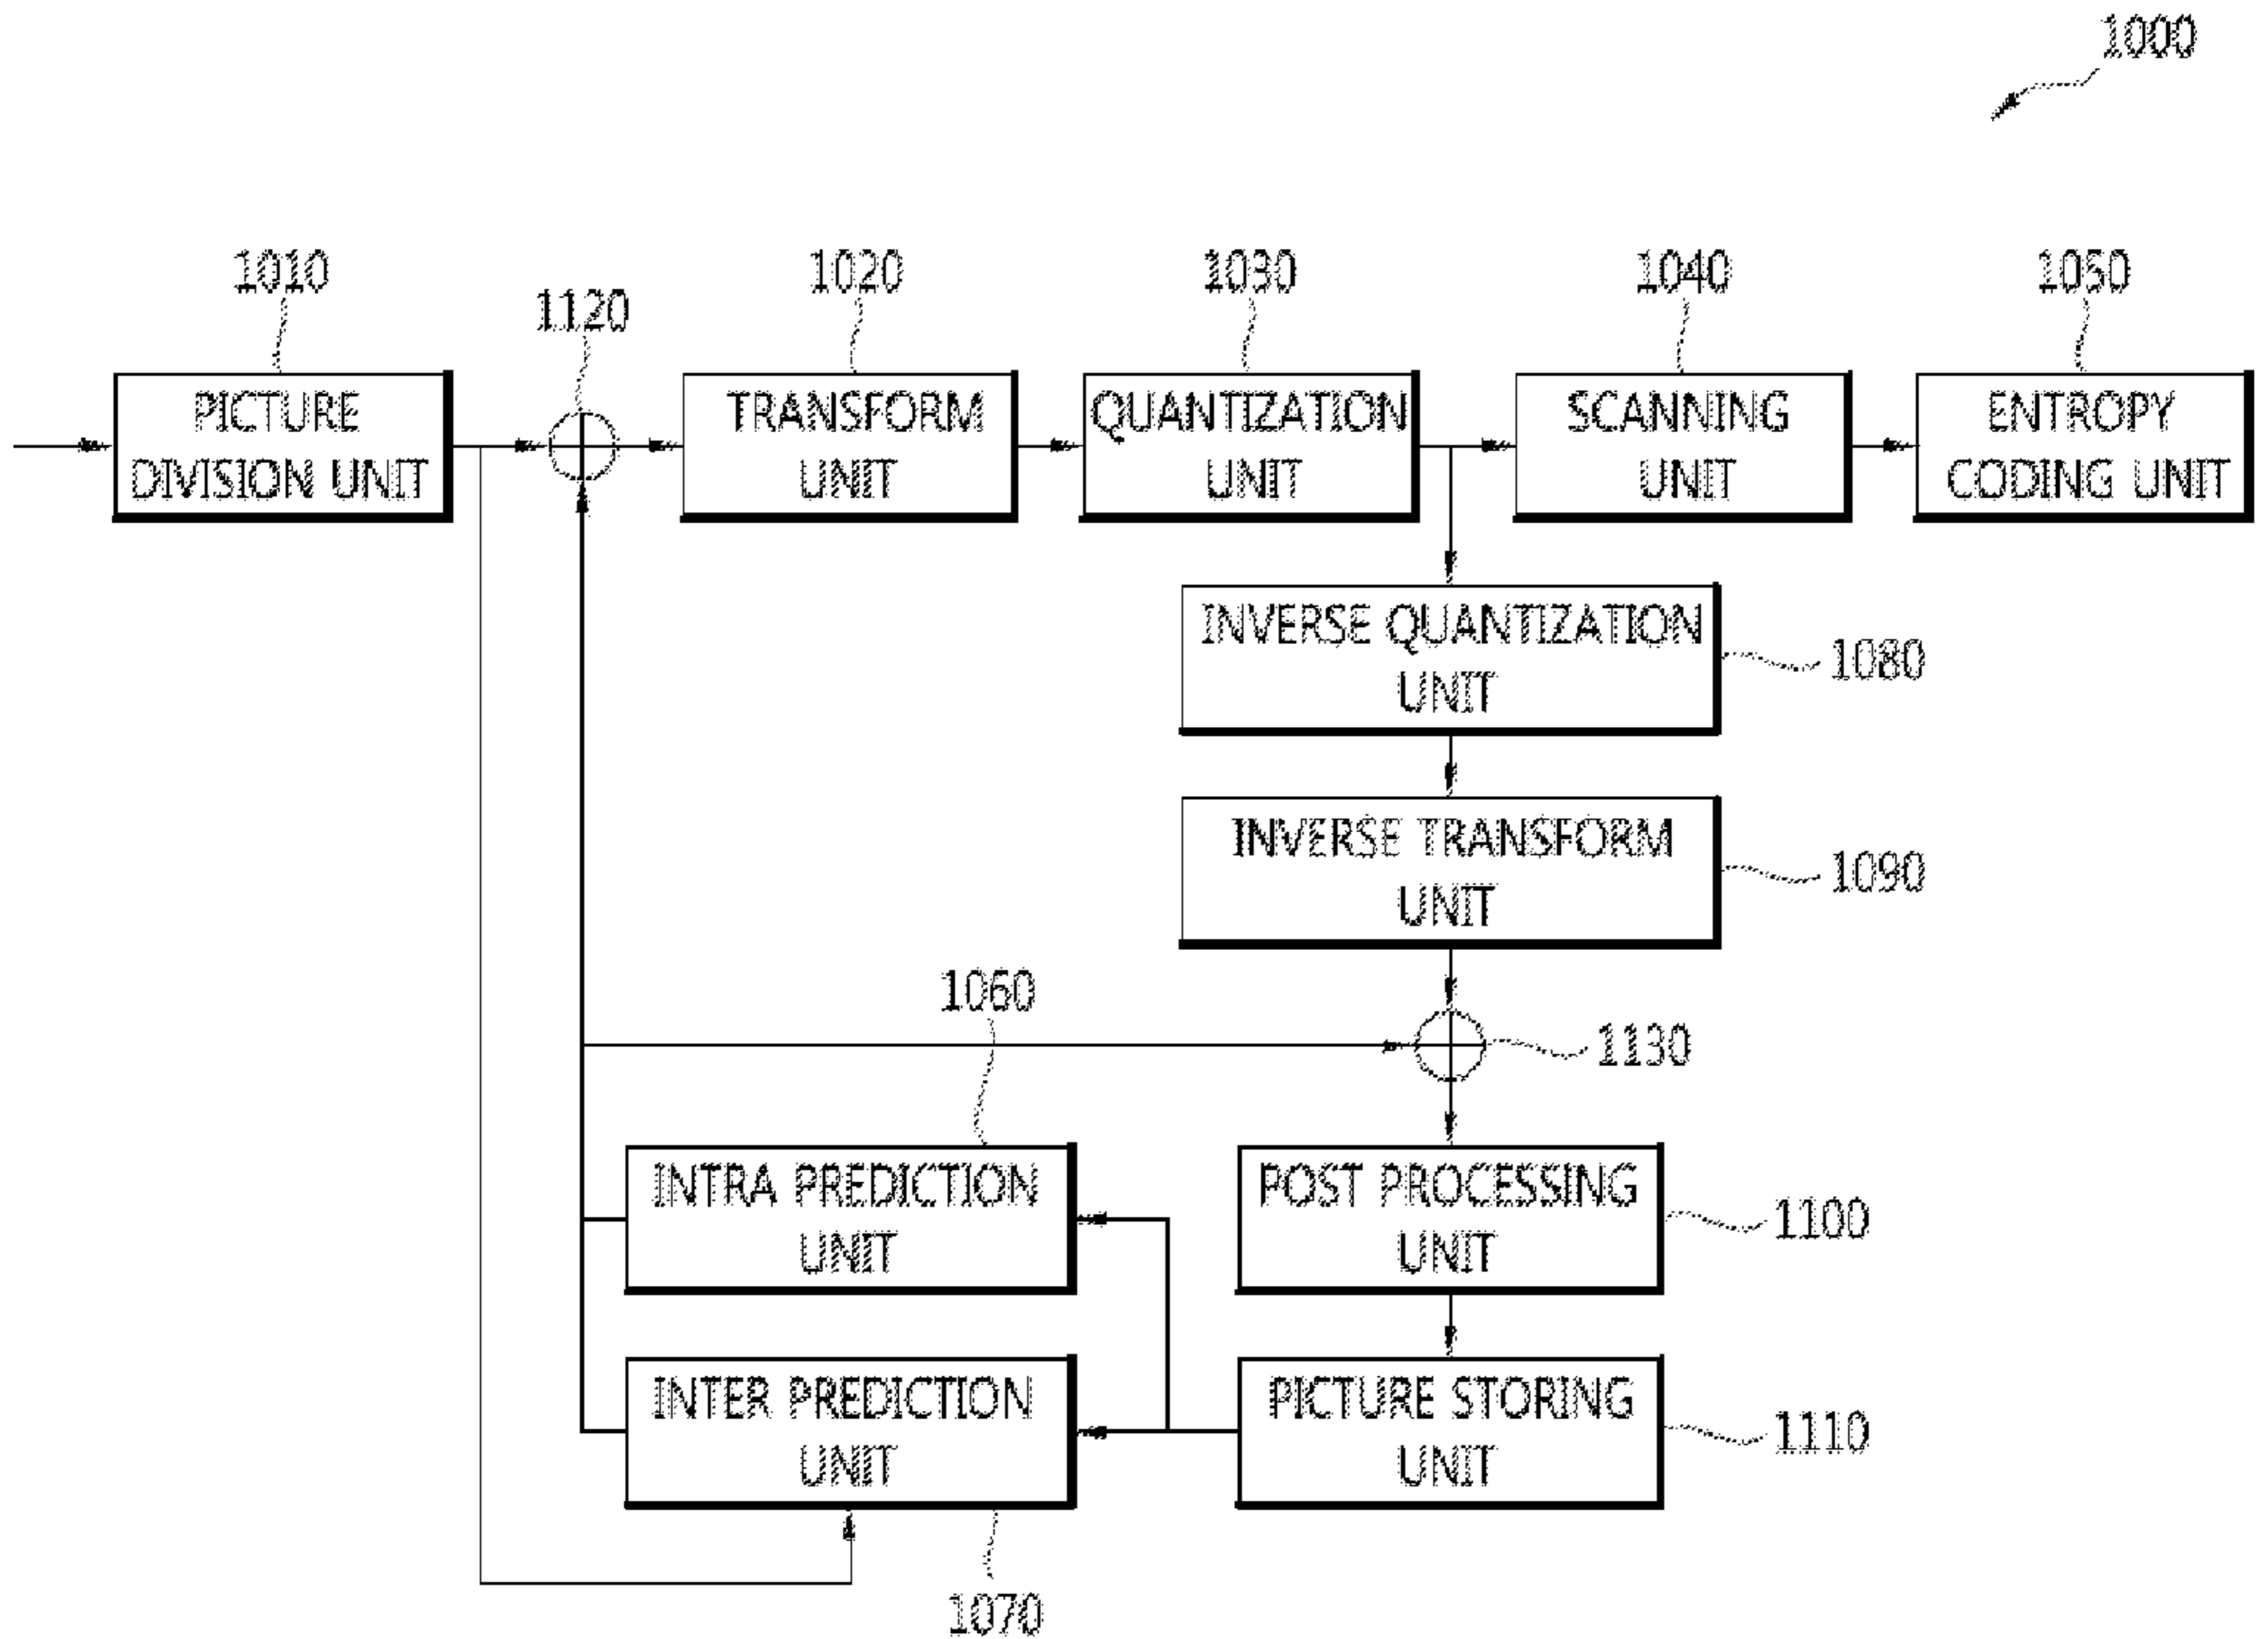 1000
1010
1120
1020
1030
1040
1050
PICTURE
DIVISION UNIT
TRANSFORM
UNIT
QUANTIZATION
UNIT
SCANNING
UNIT
ENTROPY
CODING UNIT
INVERSE QUANTIZATION
UNIT
1080
INVERSE TRANSFORM
UNIT
1090
1060
1130
INTRA PREDICTION
UNIT
POST PROCESSING
UNIT
1100
INTER PREDICTION
UNIT
PICTURE STORING
UNIT
1110
1070